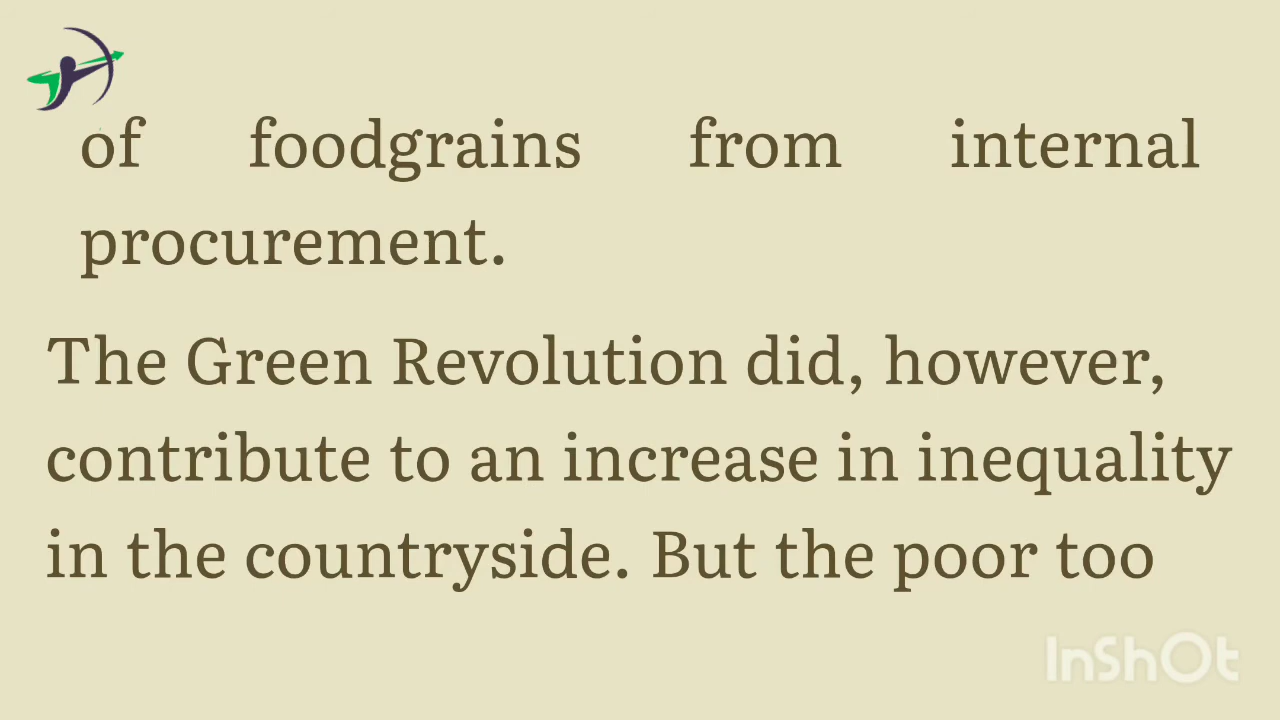 of foodgrains from internal
procurement.
The Green Revolution did, however,
contribute to an increase in inequality
in the countryside. But the poor too
InShOt